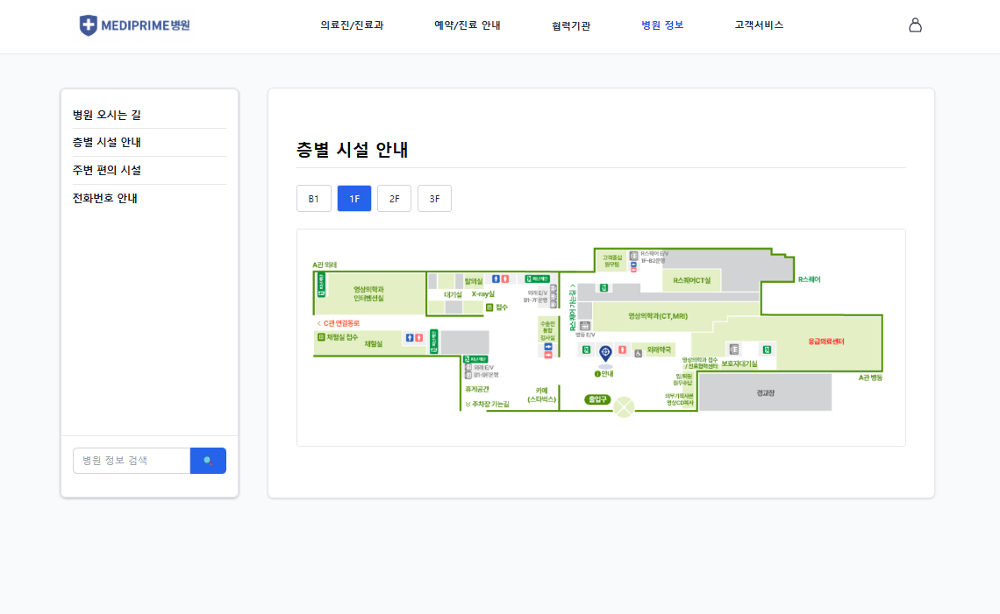 MEDIPRIME병원
의료진/진료과
예약/진료 안내
협력기관
병원 정보
고객서비스
병원 오시는 길
층별 시설 안내
주변 편의 시설
전화번호 안내
병원 정보 검색
층별 시설 안내
B1
1F
2F
3F
A관 외래
영상의학과
인터벤션실
탈의실
대기실
X-ray실
접수
외래 E/V
B1-7F운행
고객중심
원무팀
R스퀘어 E/V
1F-B2운행
R스퀘어CT실
R스퀘어
R스퀘어 가는길 >
영상의학과(CT,MRI)
병동 E/V
< C관 연결통로
채혈실 접수
채혈실
수술전
통합
검사실
외래약국
안내
영상의학과 접수
/ 진료협력센터
보호자대기실
응급의료센터
A관 병동
외래 E/V
휴게공간
주차장 가는길
카페
(스타벅스)
출입구
입/퇴원
원무수납
의무기록사본
영상CD복사
경교장